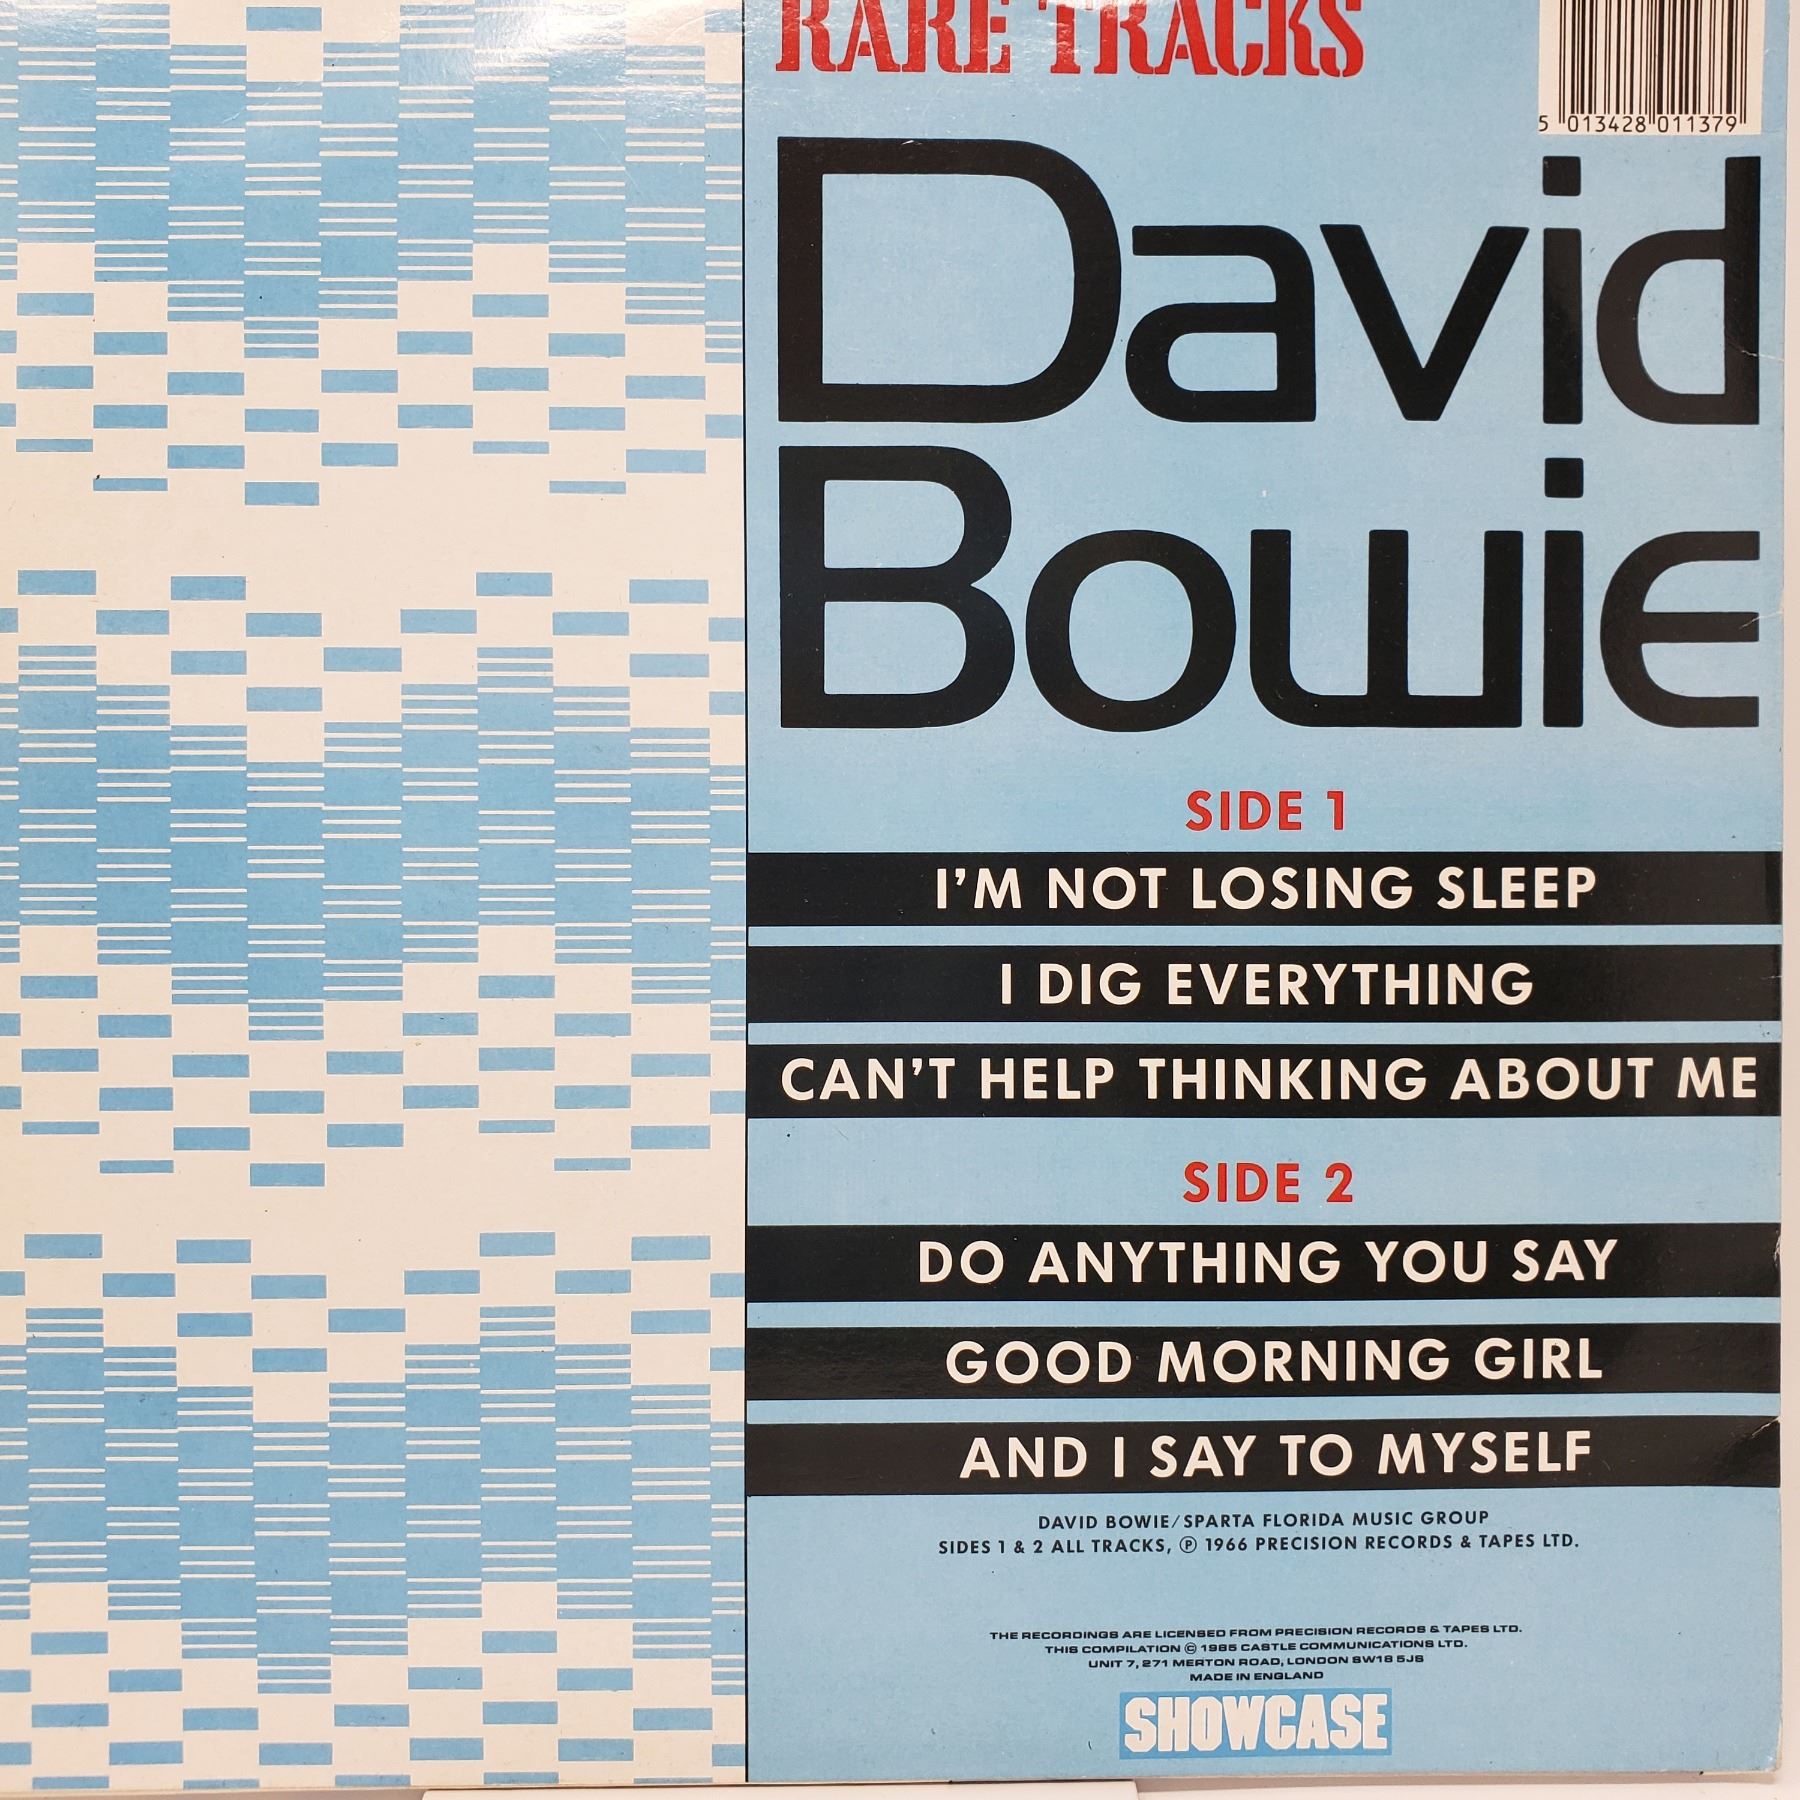 RARE TRACKS
5 013428 011379
David
Bowie
SIDE 1
I'M NOT LOSING SLEEP
I DIG EVERYTHING
CAN'T HELP THINKING ABOUT ME
SIDE 2
DO ANYTHING YOU SAY
GOOD MORNING GIRL
AND I SAY TO MYSELF
DAVID BOWIE/SPARTA FLORIDA MUSIC GROUP
SIDES 1 & 2 ALL TRACKS, ℗ 1966 PRECISION RECORDS & TAPES LTD.
THE RECORDINGS ARE LICENSED FROM PRECISION RECORDS & TAPES LTD.
THIS COMPILATION © 1985 CASTLE COMMUNICATIONS LTD.
UNIT 7, 271 MERTON ROAD, LONDON SW18 5JS
MADE IN ENGLAND
SHOWCASE